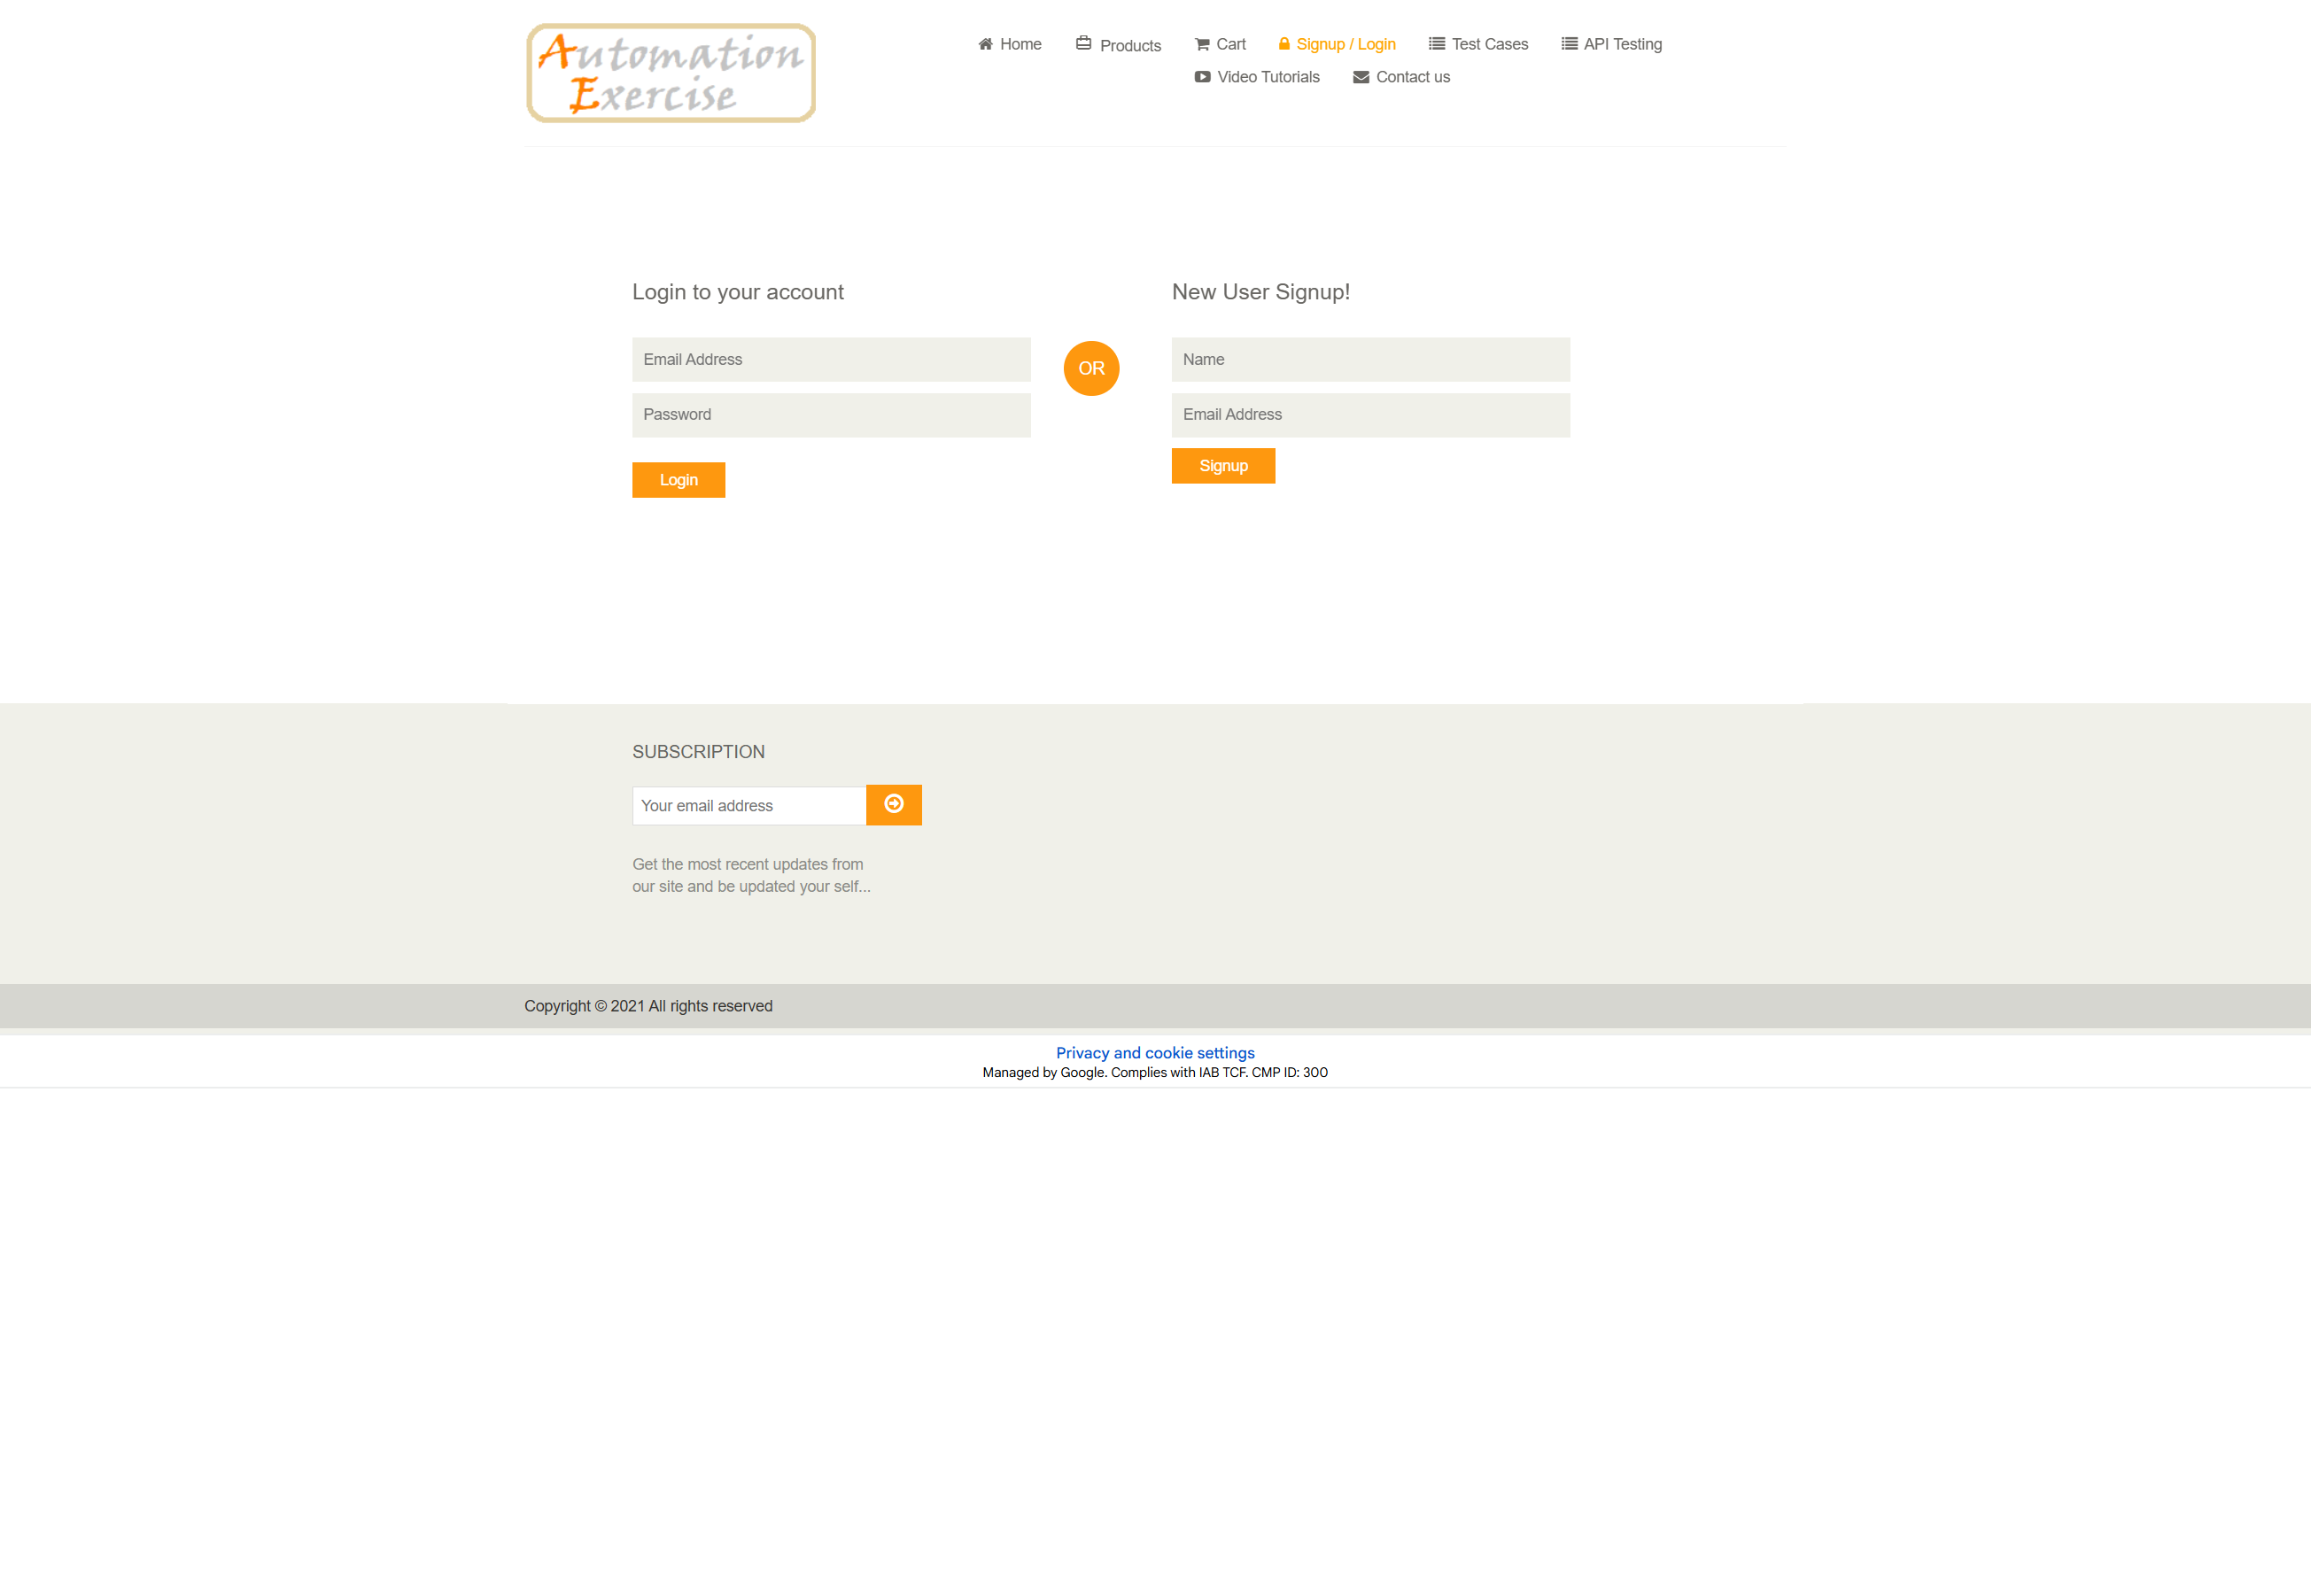 Automation
Exercise
Home Products Cart Signup / Login Test Cases API Testing
Video Tutorials Contact us
Login to your account
Email Address
Password
Login
OR
New User Signup!
Name
Email Address
Signup
SUBSCRIPTION
Your email address
Get the most recent updates from
our site and be updated your self...
Copyright © 2021 All rights reserved
Privacy and cookie settings
Managed by Google. Complies with IAB TCF. CMP ID: 300